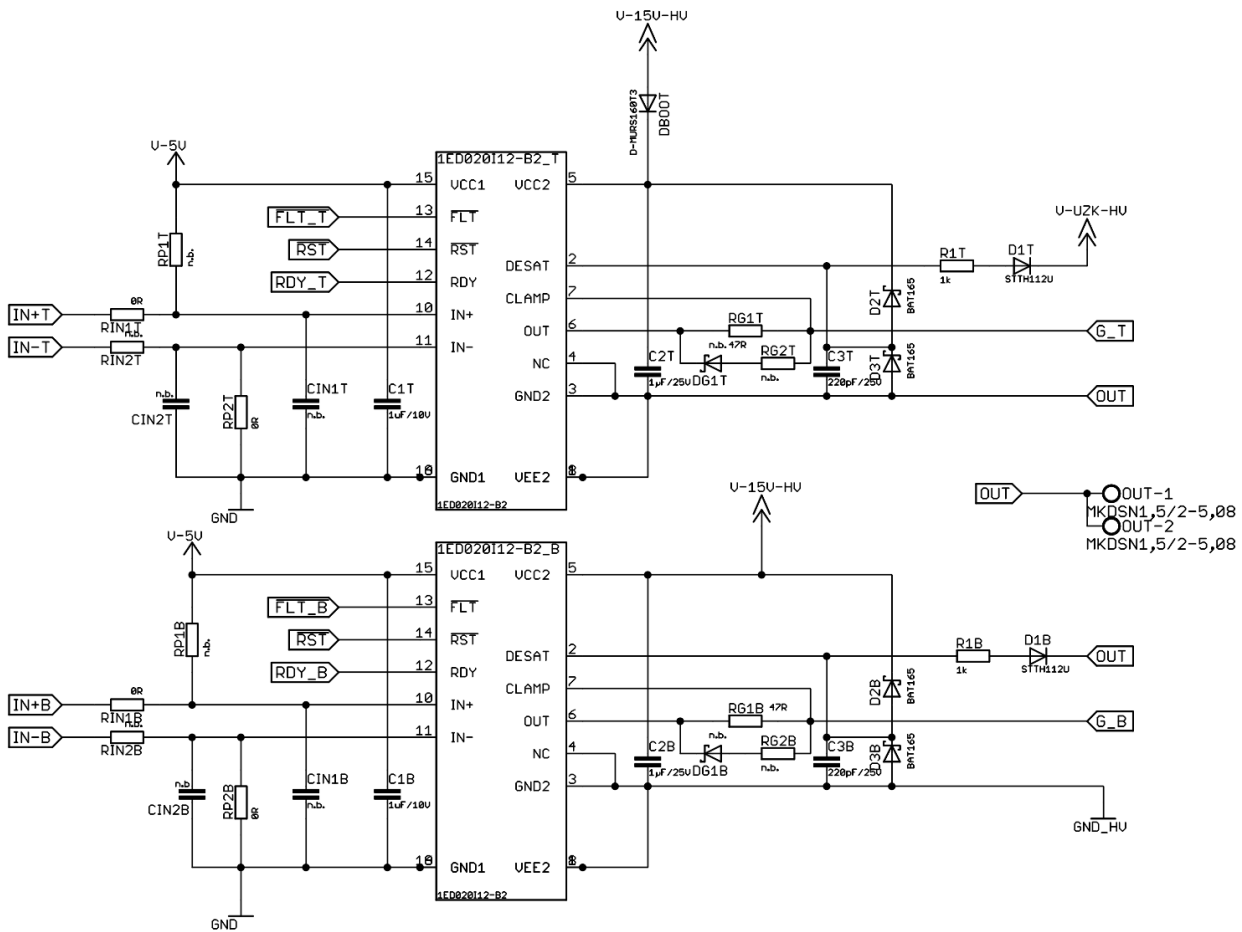 V-15V-HV
D-MURS160T3
DBOOT
V-5V
1ED020I12-B2_T
15 VCC1 VCC2 5
FLT_T 13 FLT
RST 14 RST
RDY_T 12 RDY
RP1T
n.b.
V-UZK-HV
DESAT 2
R1T
1k
D1T
STTH112U
CLAMP 7
D2T
BAT165
IN+T
0R
RIN1T
10 IN+
OUT 6
RG1T
47R
G_T
IN-T
n.b.
RIN2T
11 IN-
NC 4
n.b.
DG1T
RG2T
n.b.
D3T
BAT165
C2T
1µF/25V
C3T
220pF/25V
CIN2T
n.b.
RP2T
0R
CIN1T
n.b.
C1T
1uF/10V
GND2 3
OUT
GND1 VEE2
1ED020I12-B2
GND
V-15V-HV
OUT
OUT-1
MKDSN1,5/2-5,08
OUT-2
MKDSN1,5/2-5,08
V-5V
1ED020I12-B2_B
15 VCC1 VCC2 5
FLT_B 13 FLT
RST 14 RST
RDY_B 12 RDY
RP1B
n.b.
DESAT 2
R1B
1k
D1B
STTH112U
OUT
CLAMP 7
D2B
BAT165
IN+B
0R
RIN1B
10 IN+
OUT 6
RG1B
47R
G_B
IN-B
n.b.
RIN2B
11 IN-
NC 4
DG1B
RG2B
n.b.
D3B
BAT165
C2B
1µF/25V
C3B
220pF/25V
n.b
CIN2B
RP2B
0R
CIN1B
n.b.
C1B
1uF/10V
GND2 3
GND_HV
GND1 VEE2
1ED020I12-B2
GND